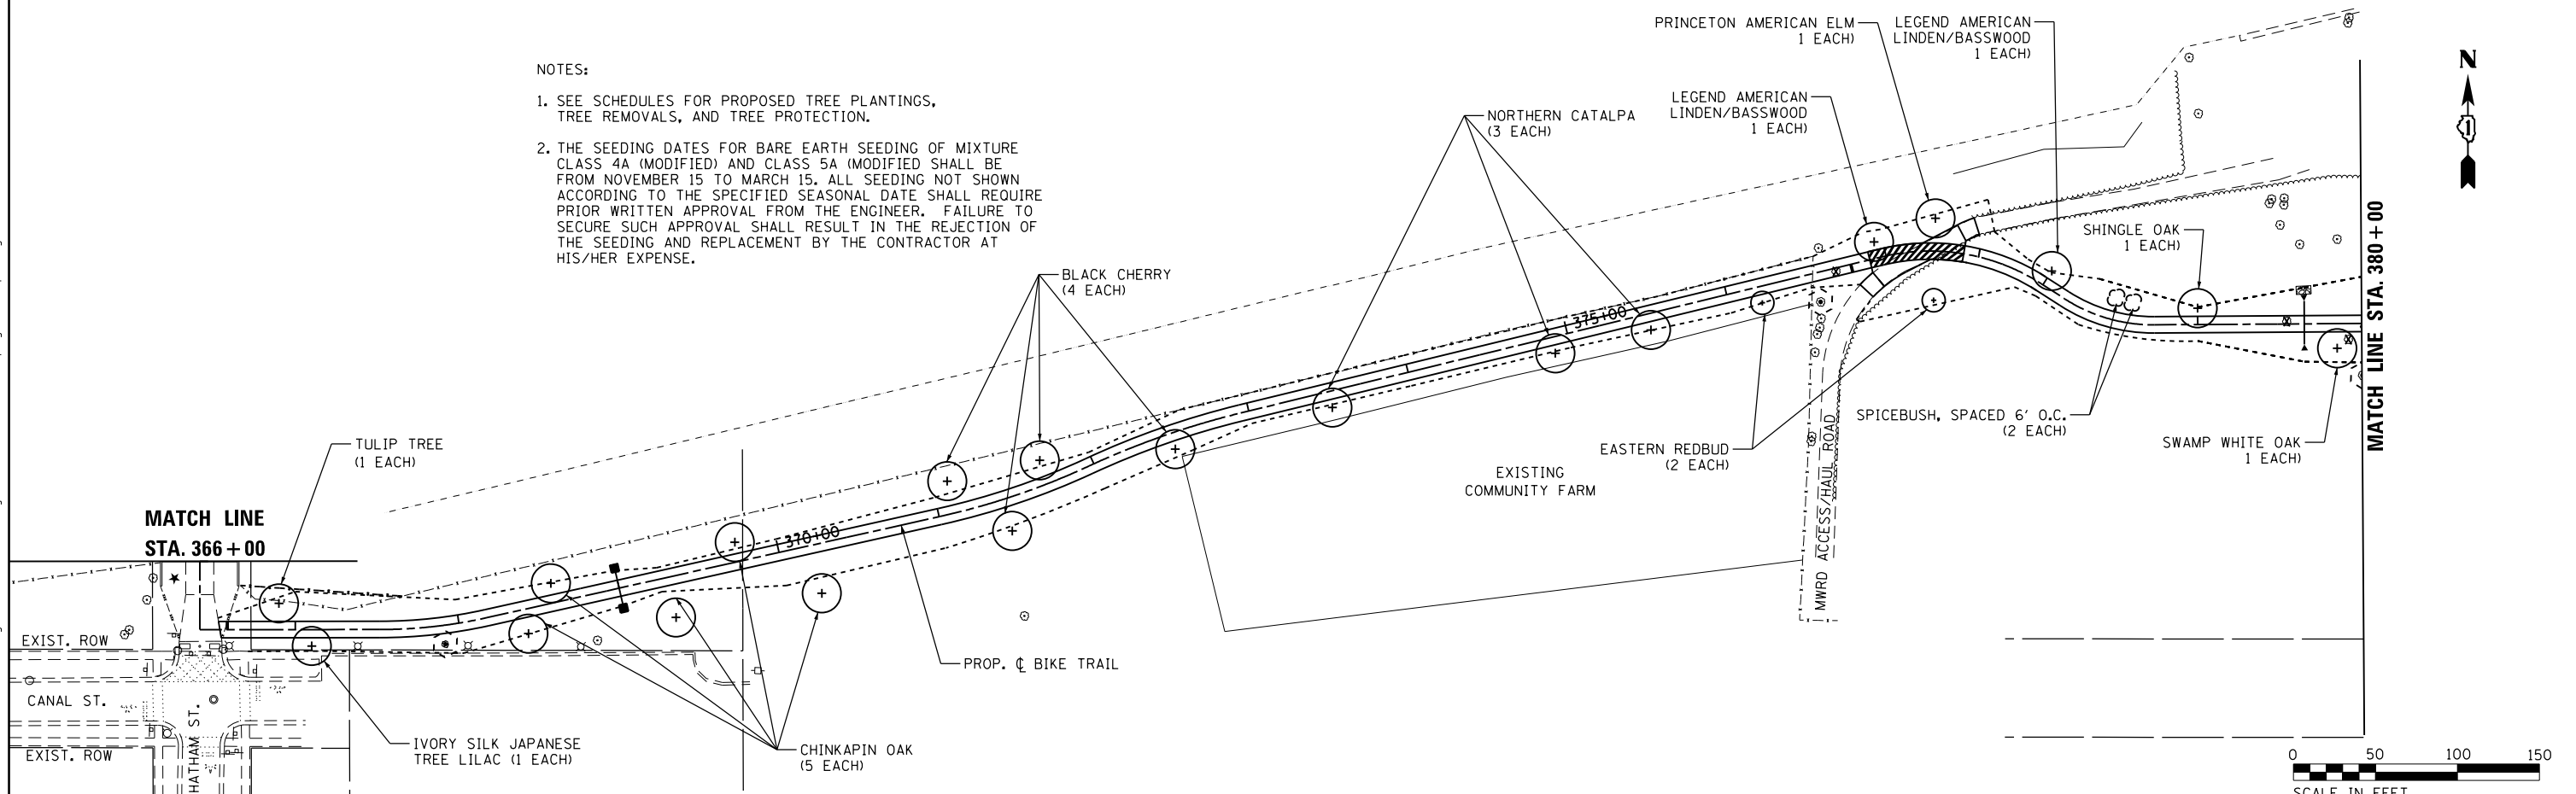 NOTES:
1. SEE SCHEDULES FOR PROPOSED TREE PLANTINGS,
TREE REMOVALS, AND TREE PROTECTION.
2. THE SEEDING DATES FOR BARE EARTH SEEDING OF MIXTURE
CLASS 4A (MODIFIED) AND CLASS 5A (MODIFIED SHALL BE
FROM NOVEMBER 15 TO MARCH 15. ALL SEEDING NOT SHOWN
ACCORDING TO THE SPECIFIED SEASONAL DATE SHALL REQUIRE
PRIOR WRITTEN APPROVAL FROM THE ENGINEER. FAILURE TO
SECURE SUCH APPROVAL SHALL RESULT IN THE REJECTION OF
THE SEEDING AND REPLACEMENT BY THE CONTRACTOR AT
HIS/HER EXPENSE.
PRINCETON AMERICAN ELM
1 EACH)
LEGEND AMERICAN
LINDEN/BASSWOOD
1 EACH)
N
1
LEGEND AMERICAN
LINDEN/BASSWOOD
1 EACH)
NORTHERN CATALPA
(3 EACH)
SHINGLE OAK
1 EACH)
MATCH LINE STA. 380+00
BLACK CHERRY
(4 EACH)
375+00
SPICEBUSH, SPACED 6' O.C.
(2 EACH)
SWAMP WHITE OAK
1 EACH)
EASTERN REDBUD
(2 EACH)
MWRD ACCESS/HAUL ROAD
EXISTING
COMMUNITY FARM
TULIP TREE
(1 EACH)
MATCH LINE
STA. 366+00
370+00
PROP. ℄ BIKE TRAIL
EXIST. ROW
CANAL ST.
EXIST. ROW
HATHAM ST.
IVORY SILK JAPANESE
TREE LILAC (1 EACH)
CHINKAPIN OAK
(5 EACH)
0 50 100 150
SCALE IN FEET